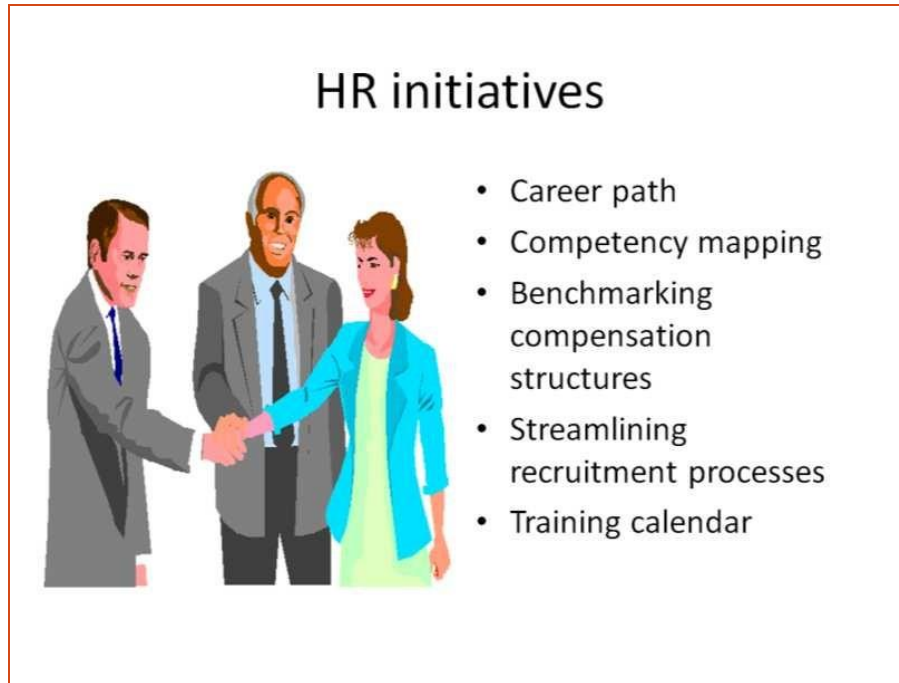 HR initiatives
• Career path
• Competency mapping
• Benchmarking
compensation
structures
• Streamlining
recruitment processes
• Training calendar